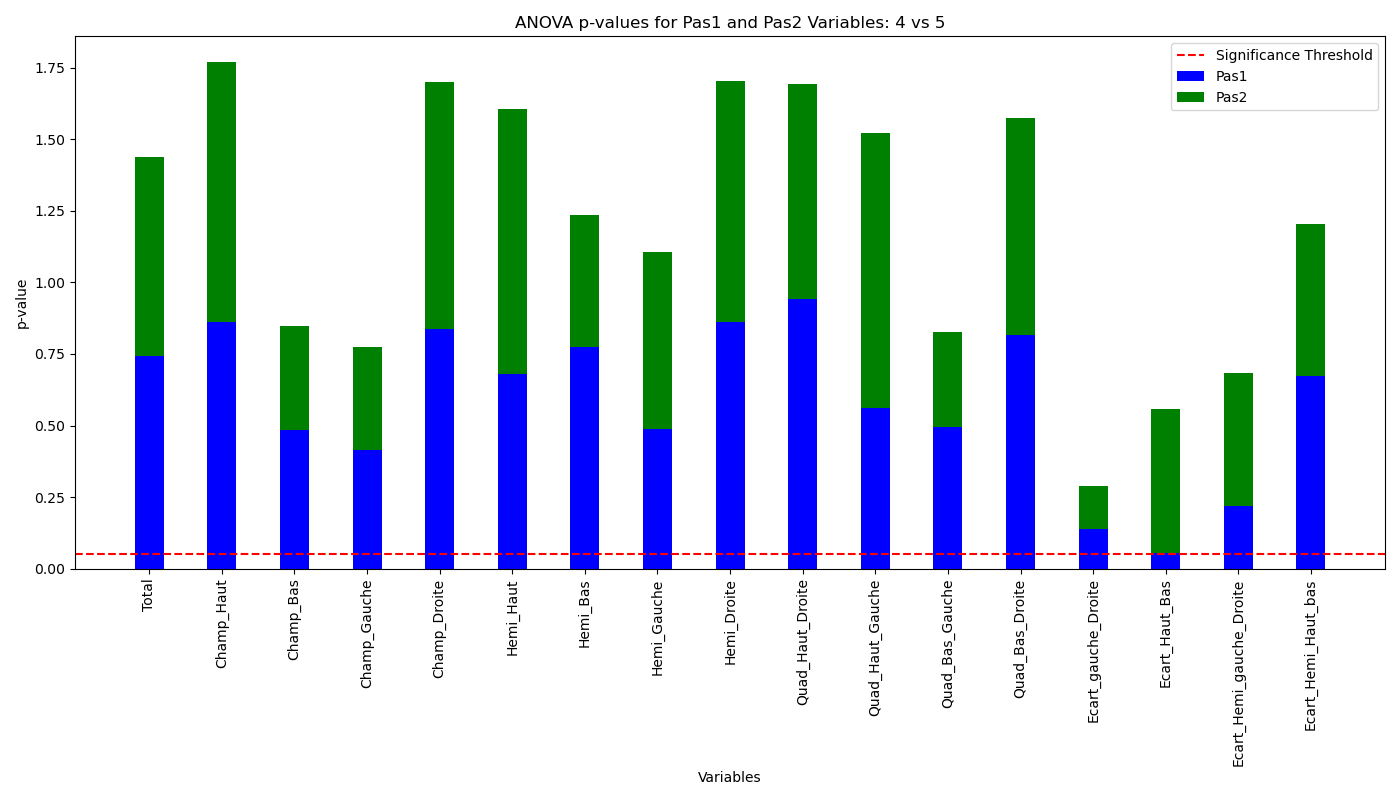 ANOVA p-values for Pas1 and Pas2 Variables: 4 vs 5
Significance Threshold
Pas1
Pas2
p-value
1.75
1.50
1.25
1.00
0.75
0.50
0.25
0.00
Total
Champ_Haut
Champ_Bas
Champ_Gauche
Champ_Droite
Hemi_Haut
Hemi_Bas
Hemi_Gauche
Hemi_Droite
Quad_Haut_Droite
Quad_Haut_Gauche
Quad_Bas_Gauche
Quad_Bas_Droite
Ecart_gauche_Droite
Ecart_Haut_Bas
Ecart_Hemi_gauche_Droite
Ecart_Hemi_Haut_bas
Variables